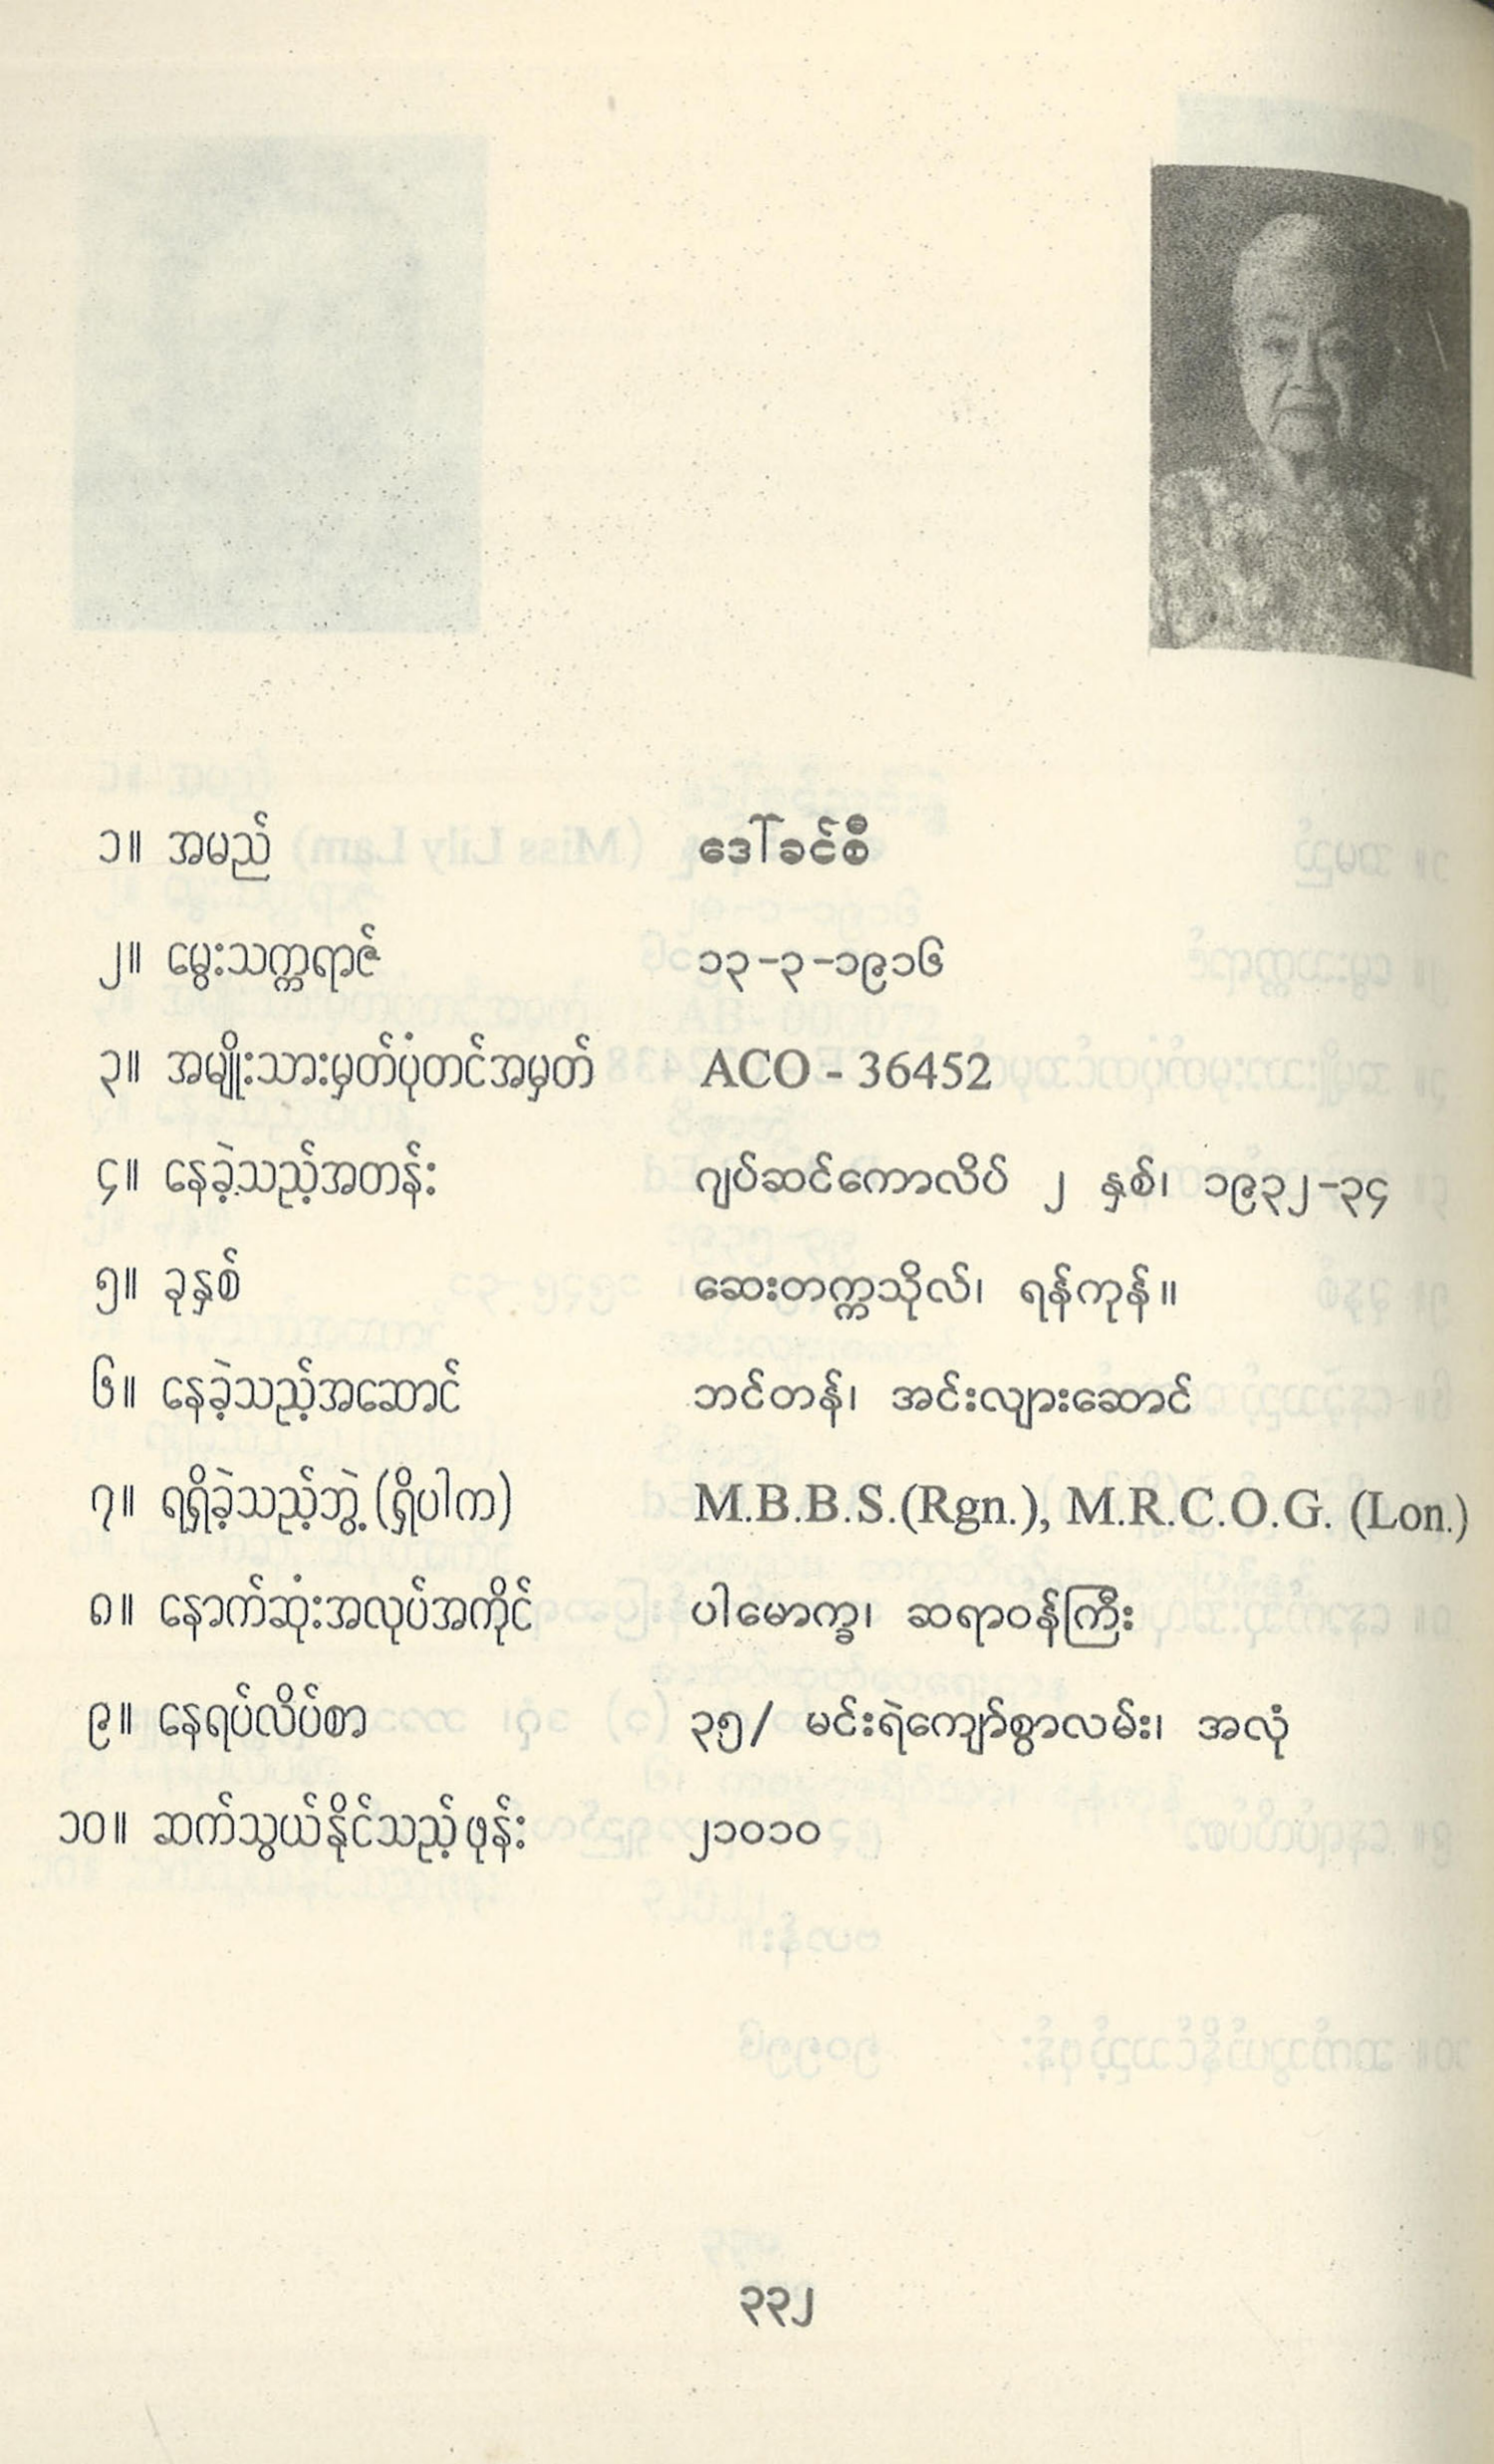 ၁။ အမည် ဒေါ်ခင်စီ
၂။ မွေးသက္ကရာဇ် ၁၃-၃-၁၉၁၆
၃။ အမျိုးသားမှတ်ပုံတင်အမှတ် ACO - 36452
၄။ နေခဲ့သည့်အတန်း ဂျပ်ဆင်ကောလိပ် ၂ နှစ်၊ ၁၉၃၂-၃၄
၅။ ခုနှစ် ဆေးတက္ကသိုလ်၊ ရန်ကုန်။
၆။ နေခဲ့သည့်အဆောင် ဘင်တန်၊ အင်းလျားဆောင်
၇။ ရရှိခဲ့သည့်ဘွဲ့(ရှိပါက) M.B.B.S.(Rgn.), M.R.C.O.G. (Lon.)
၈။ နောက်ဆုံးအလုပ်အကိုင် ပါမောက္ခ၊ ဆရာဝန်ကြီး
၉။ နေရပ်လိပ်စာ ၃၅/ မင်းရဲကျော်စွာလမ်း၊ အလုံ
၁၀။ ဆက်သွယ်နိုင်သည့်ဖုန်း ၂၁၀၁၀
၃၃၂